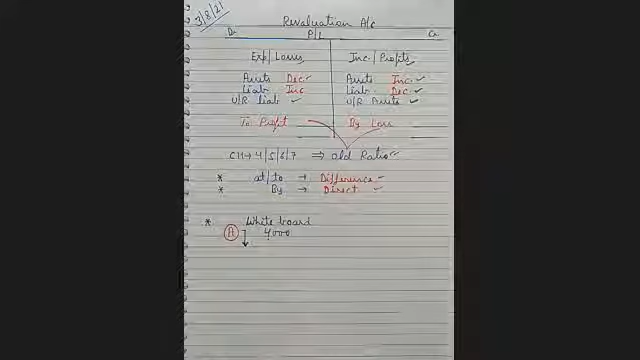 3/8/21
Revaluation A/c
Dr. P/L Cr.
Exp/Losses Inc./Profits
Assets Dec. Assets Inc.
Liab Inc Liab. Dec.
U/R Liab U/R Assets
To Profit By Loss
CH→4/5/6/7 ⇒ Old Ratio
* at/to → Difference
* By → Direct
* White board
(A) 4000